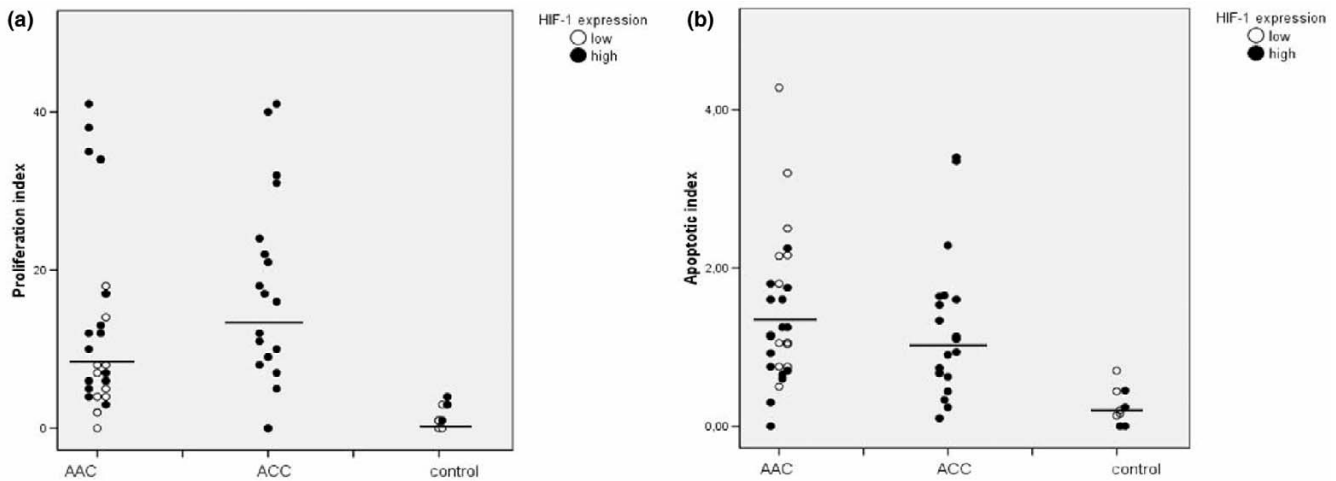 (a)
HIF-1 expression
low
high
Proliferation index
40
20
0
AAC
ACC
control
(b)
HIF-1 expression
low
high
Apoptotic index
4,00
2,00
0,00
AAC
ACC
control